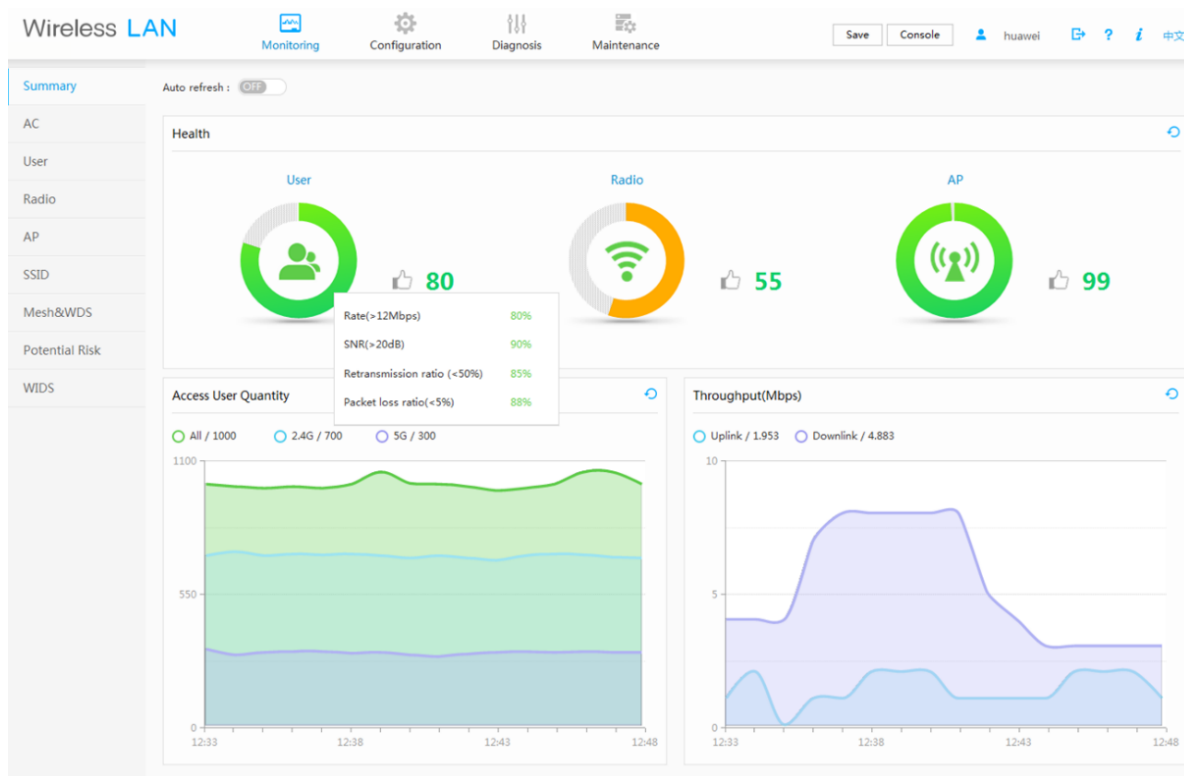 Wireless LAN
Monitoring
Configuration
Diagnosis
Maintenance
Save
Console
huawei
?
i
中文
Summary
AC
User
Radio
AP
SSID
Mesh&WDS
Potential Risk
WIDS
Auto refresh : OFF
Health
User
Radio
AP
80
55
99
Rate(>12Mbps) 80%
SNR(>20dB) 90%
Retransmission ratio (<50%) 85%
Packet loss ratio(<5%) 88%
Access User Quantity
All / 1000 2.4G / 700 5G / 300
1100
550
0
12:33 12:38 12:43 12:48
Throughput(Mbps)
Uplink / 1.953 Downlink / 4.883
10
5
0
12:33 12:38 12:43 12:48